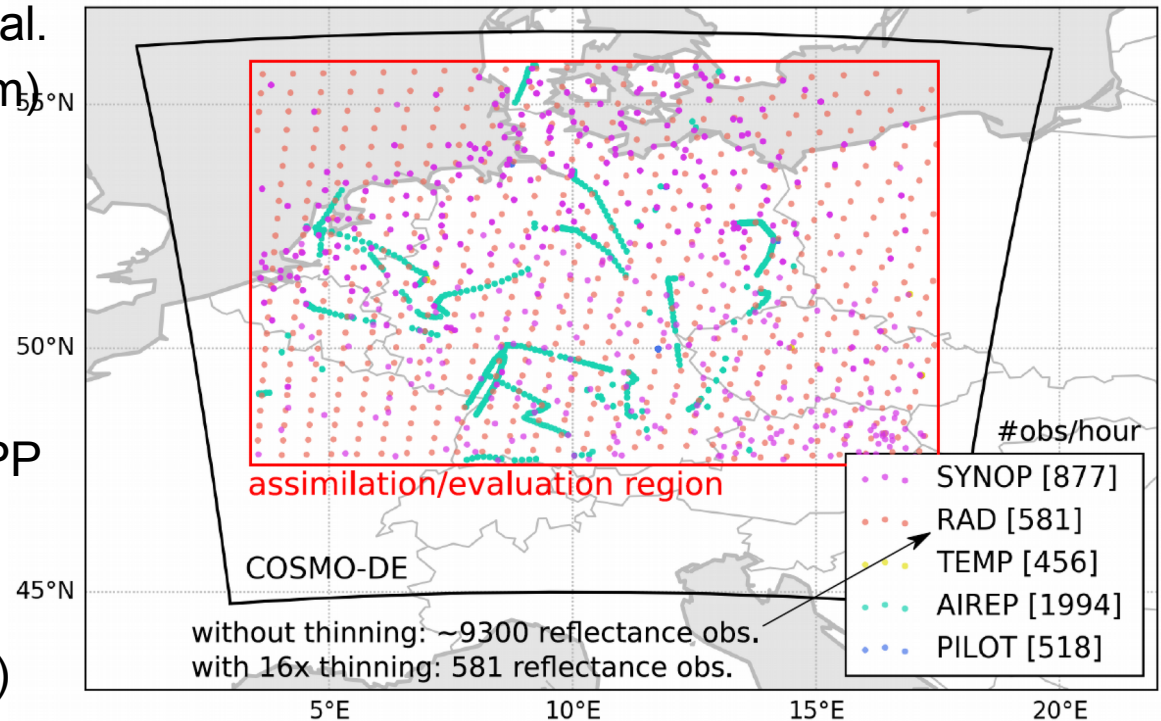 al.
m)
55°N
50°N
PP
#obs/hour
SYNOP [877]
assimilation/evaluation region
RAD [581]
COSMO-DE
TEMP [456]
45°N
AIREP [1994]
without thinning: ~9300 reflectance obs.
PILOT [518]
with 16x thinning: 581 reflectance obs.
)
5°E
10°E
15°E
20°E